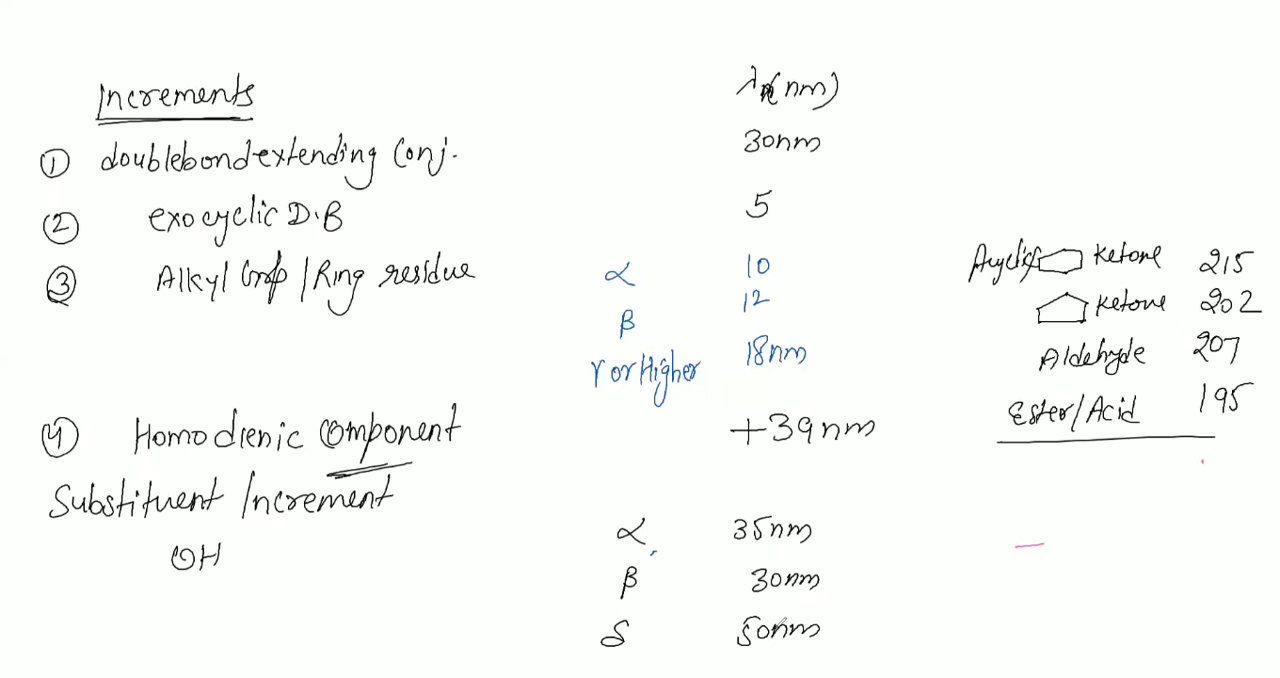 Increments λ (nm)
① doublebond extending Conj. 30nm
② exocyclic D.B 5
③ Alkyl Grop / Ring residue α 10
β 12
γ or Higher 18nm
Acyclic/ Ketone 215
Ketone 202
Aldehyde 207
Ester/Acid 195
④ Homodienic Component +39nm
Substituent Increment
OH α 35nm
β 30nm
δ 50nm